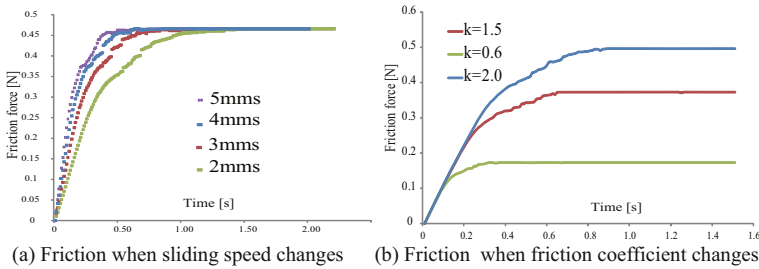 0.5
0.45
0.4
0.35
0.3
0.25
0.2
0.15
0.1
0.05
0
Friction force [N]
5mms
4mms
3mms
2mms
Time [s]
0 0.50 1.00 1.50 2.00 2.50
(a) Friction when sliding speed changes
0.6
0.5
0.4
0.3
0.2
0.1
0
Friction force [N]
k=1.5
k=0.6
k=2.0
Time [s]
0 0.2 0.4 0.6 0.8 1.0 1.2 1.4 1.6
(b) Friction when friction coefficient changes